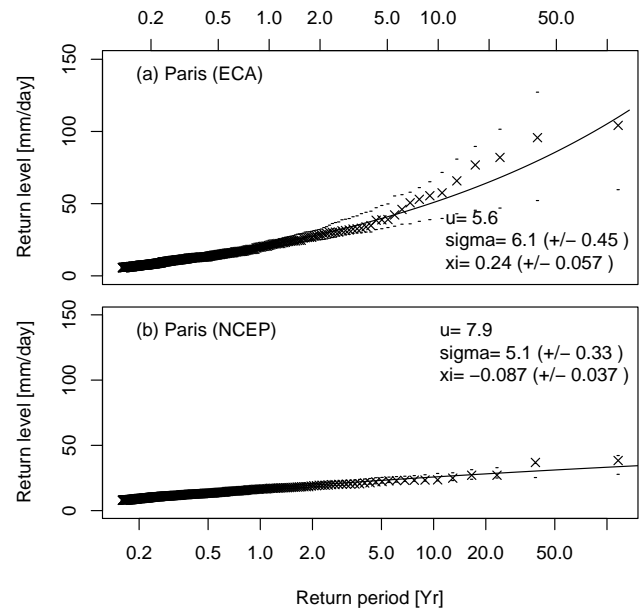 0.2 0.5 1.0 2.0 5.0 10.0 50.0
Return level [mm/day]
150
100
50
0
(a) Paris (ECA)
u= 5.6
sigma= 6.1 (+/− 0.45 )
xi= 0.24 (+/− 0.057 )
Return level [mm/day]
150
100
50
0
(b) Paris (NCEP)
u= 7.9
sigma= 5.1 (+/− 0.33 )
xi= −0.087 (+/− 0.037 )
0.2 0.5 1.0 2.0 5.0 10.0 20.0 50.0
Return period [Yr]